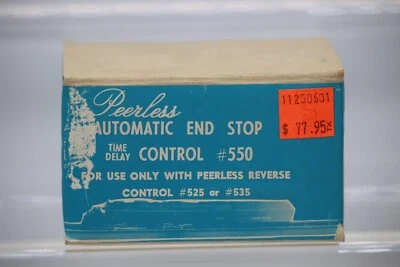 Peerless
AUTOMATIC END STOP
TIME DELAY CONTROL #550
FOR USE ONLY WITH PEERLESS REVERSE
CONTROL #525 or #535
11250601
$ 77.95